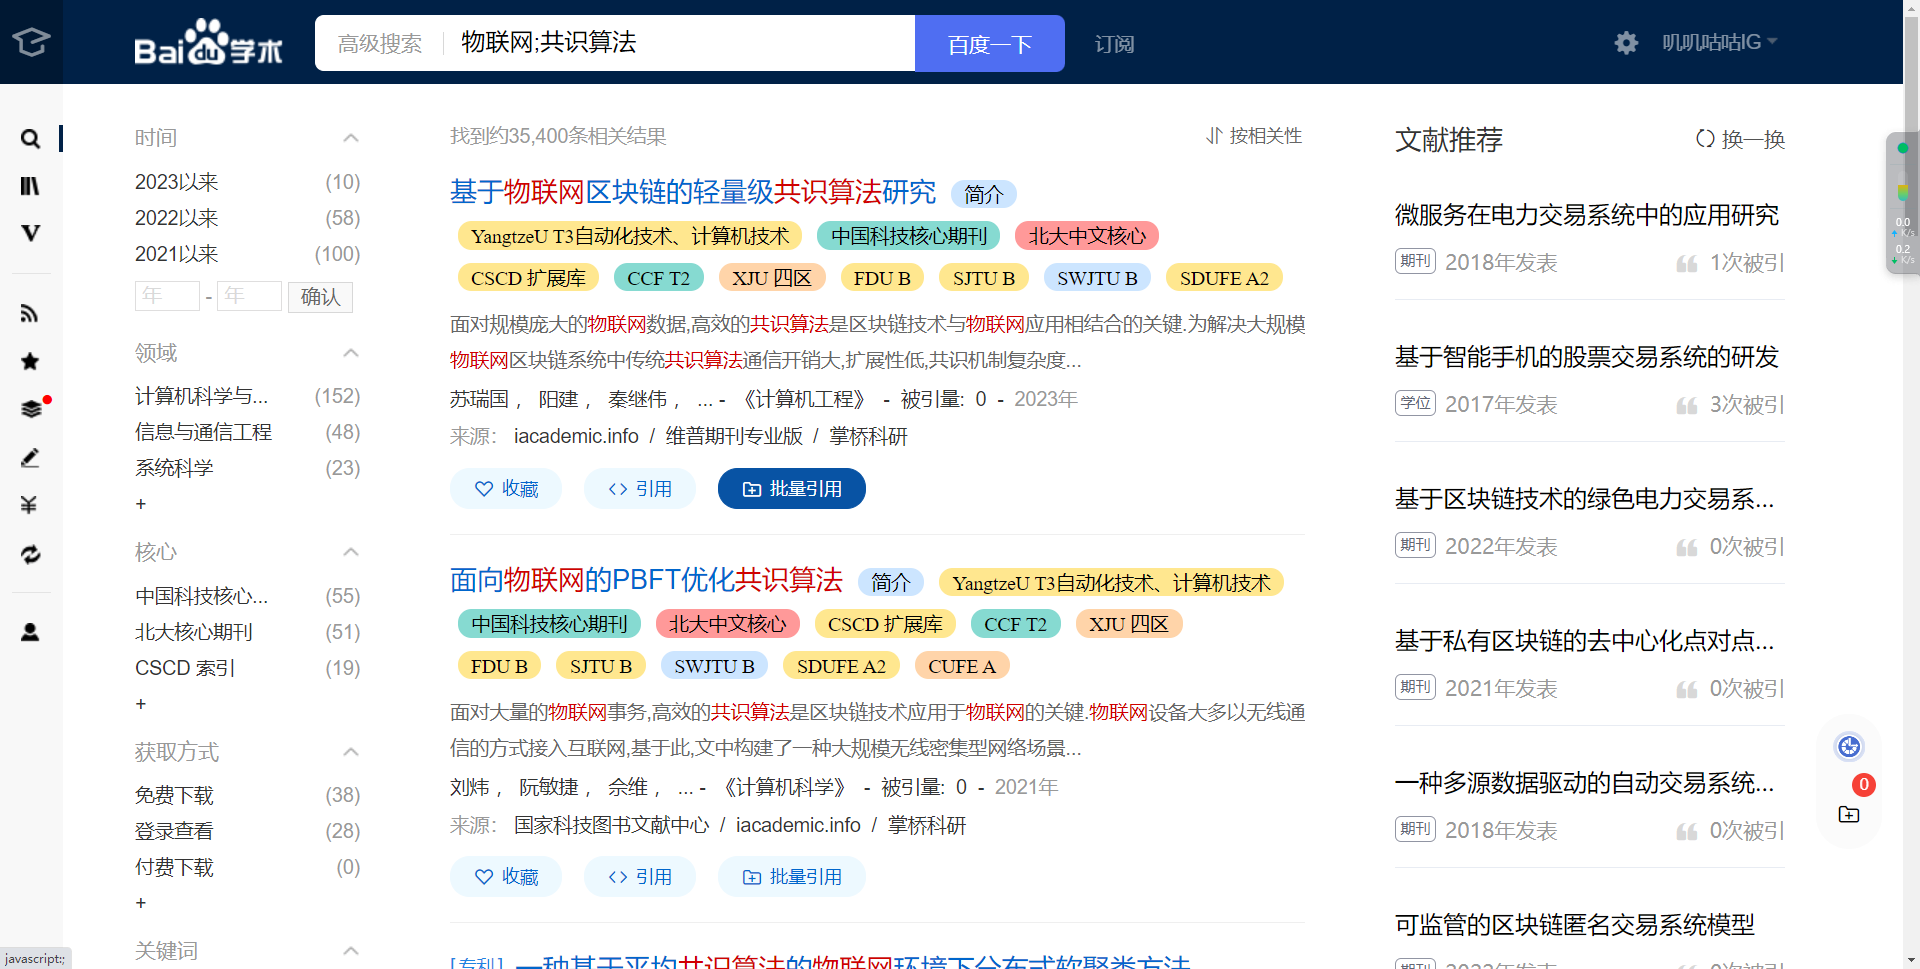 Bai du 学术
高级搜索 物联网;共识算法 百度一下 订阅 叽叽咕咕IG
时间
2023以来 (10)
2022以来 (58)
2021以来 (100)
年 - 年 确认
领域
计算机科学与... (152)
信息与通信工程 (48)
系统科学 (23)
+
核心
中国科技核心... (55)
北大核心期刊 (51)
CSCD 索引 (19)
+
获取方式
免费下载 (38)
登录查看 (28)
付费下载 (0)
+
关键词
找到约35,400条相关结果 按相关性
基于物联网区块链的轻量级共识算法研究 简介
YangtzeU T3自动化技术、计算机技术 中国科技核心期刊 北大中文核心
CSCD 扩展库 CCF T2 XJU 四区 FDU B SJTU B SWJTU B SDUFE A2
面对规模庞大的物联网数据,高效的共识算法是区块链技术与物联网应用相结合的关键.为解决大规模
物联网区块链系统中传统共识算法通信开销大,扩展性低,共识机制复杂度...
苏瑞国， 阳建， 秦继伟， ... - 《计算机工程》 - 被引量: 0 - 2023年
来源： iacademic.info / 维普期刊专业版 / 掌桥科研
收藏 <> 引用 批量引用
面向物联网的PBFT优化共识算法 简介 YangtzeU T3自动化技术、计算机技术
中国科技核心期刊 北大中文核心 CSCD 扩展库 CCF T2 XJU 四区
FDU B SJTU B SWJTU B SDUFE A2 CUFE A
面对大量的物联网事务,高效的共识算法是区块链技术应用于物联网的关键.物联网设备大多以无线通
信的方式接入互联网,基于此,文中构建了一种大规模无线密集型网络场景...
刘炜， 阮敏捷， 佘维， ... - 《计算机科学》 - 被引量: 0 - 2021年
来源： 国家科技图书文献中心 / iacademic.info / 掌桥科研
收藏 <> 引用 批量引用
[专利] 一种基于平均共识算法的物联网环境下分布式软聚类方法
文献推荐 换一换
微服务在电力交易系统中的应用研究
期刊 2018年发表 1次被引
基于智能手机的股票交易系统的研发
学位 2017年发表 3次被引
基于区块链技术的绿色电力交易系...
期刊 2022年发表 0次被引
基于私有区块链的去中心化点对点...
期刊 2021年发表 0次被引
一种多源数据驱动的自动交易系统...
期刊 2018年发表 0次被引
可监管的区块链匿名交易系统模型
期刊 2022年发表 0次被引
0.0
K/s
0.2
K/s
0
javascript:;